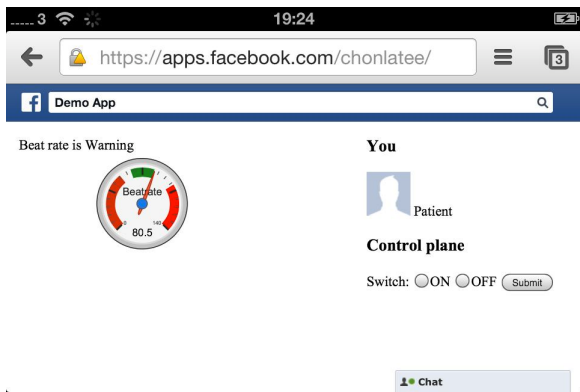 ..... 3 19:24
https://apps.facebook.com/chonlatee/ 3
f Demo App
Beat rate is Warning
Beatrate
0 140
80.5
You
Patient
Control plane
Switch: ON OFF Submit
Chat